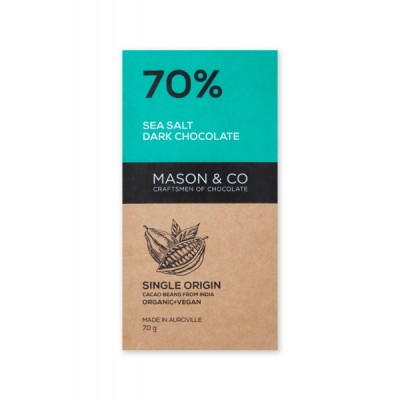 70%
SEA SALT
DARK CHOCOLATE
MASON & CO
CRAFTSMEN OF CHOCOLATE
SINGLE ORIGIN
CACAO BEANS FROM INDIA
ORGANIC+VEGAN
MADE IN AUROVILLE
70 g